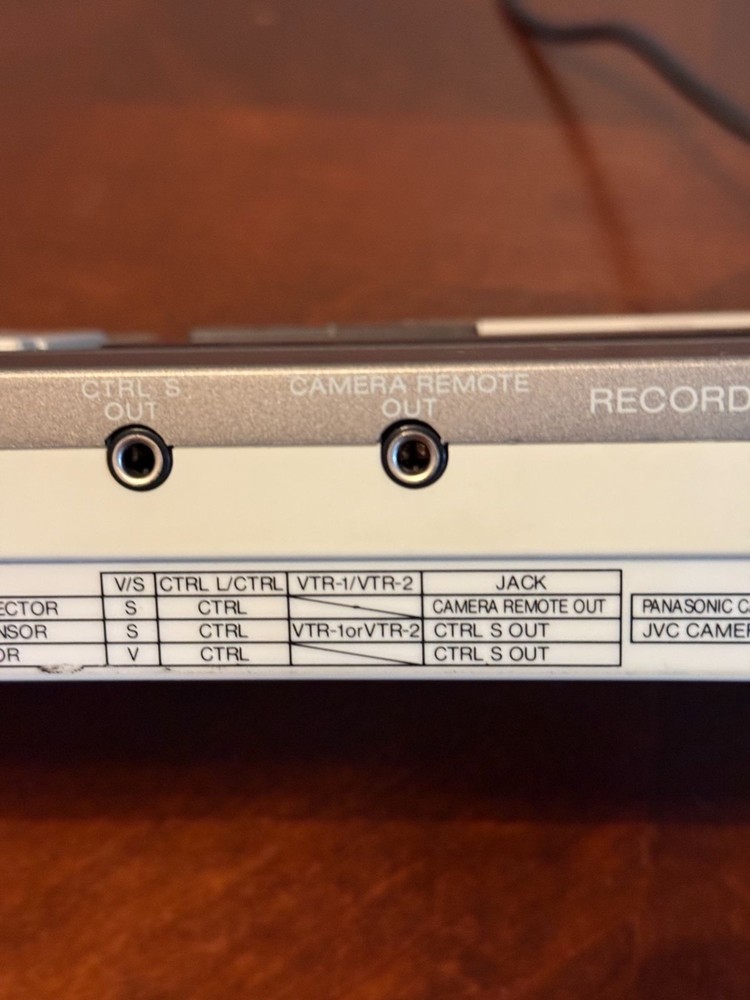 CTRL S
OUT
CAMERA REMOTE
OUT
RECORD
V/S CTRL L/CTRL VTR-1/VTR-2 JACK
ECTOR S CTRL CAMERA REMOTE OUT PANASONIC
NSOR S CTRL VTR-1orVTR-2 CTRL S OUT JVC CAMER
OR V CTRL CTRL S OUT